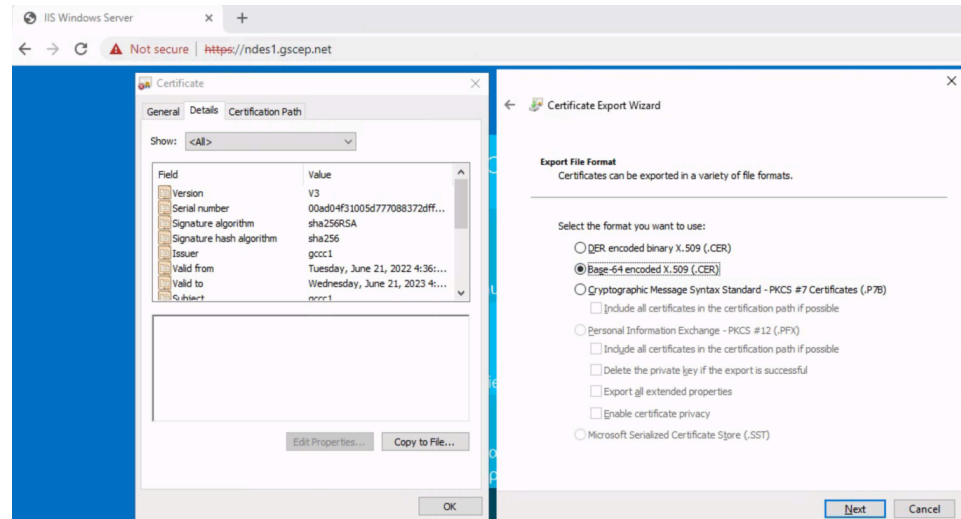 IIS Windows Server
Not secure | https://ndes1.gscep.net
Certificate
General Details Certification Path
Show: <All>
Field Value
Version V3
Serial number 00ad04f31005d777088372dff...
Signature algorithm sha256RSA
Signature hash algorithm sha256
Issuer gccc1
Valid from Tuesday, June 21, 2022 4:36:...
Valid to Wednesday, June 21, 2023 4:...
Subject gccc1
Edit Properties... Copy to File...
OK
Certificate Export Wizard
Export File Format
Certificates can be exported in a variety of file formats.
Select the format you want to use:
DER encoded binary X.509 (.CER)
Base-64 encoded X.509 (.CER)
Cryptographic Message Syntax Standard - PKCS #7 Certificates (.P7B)
Include all certificates in the certification path if possible
Personal Information Exchange - PKCS #12 (.PFX)
Include all certificates in the certification path if possible
Delete the private key if the export is successful
Export all extended properties
Enable certificate privacy
Microsoft Serialized Certificate Store (.SST)
Next Cancel